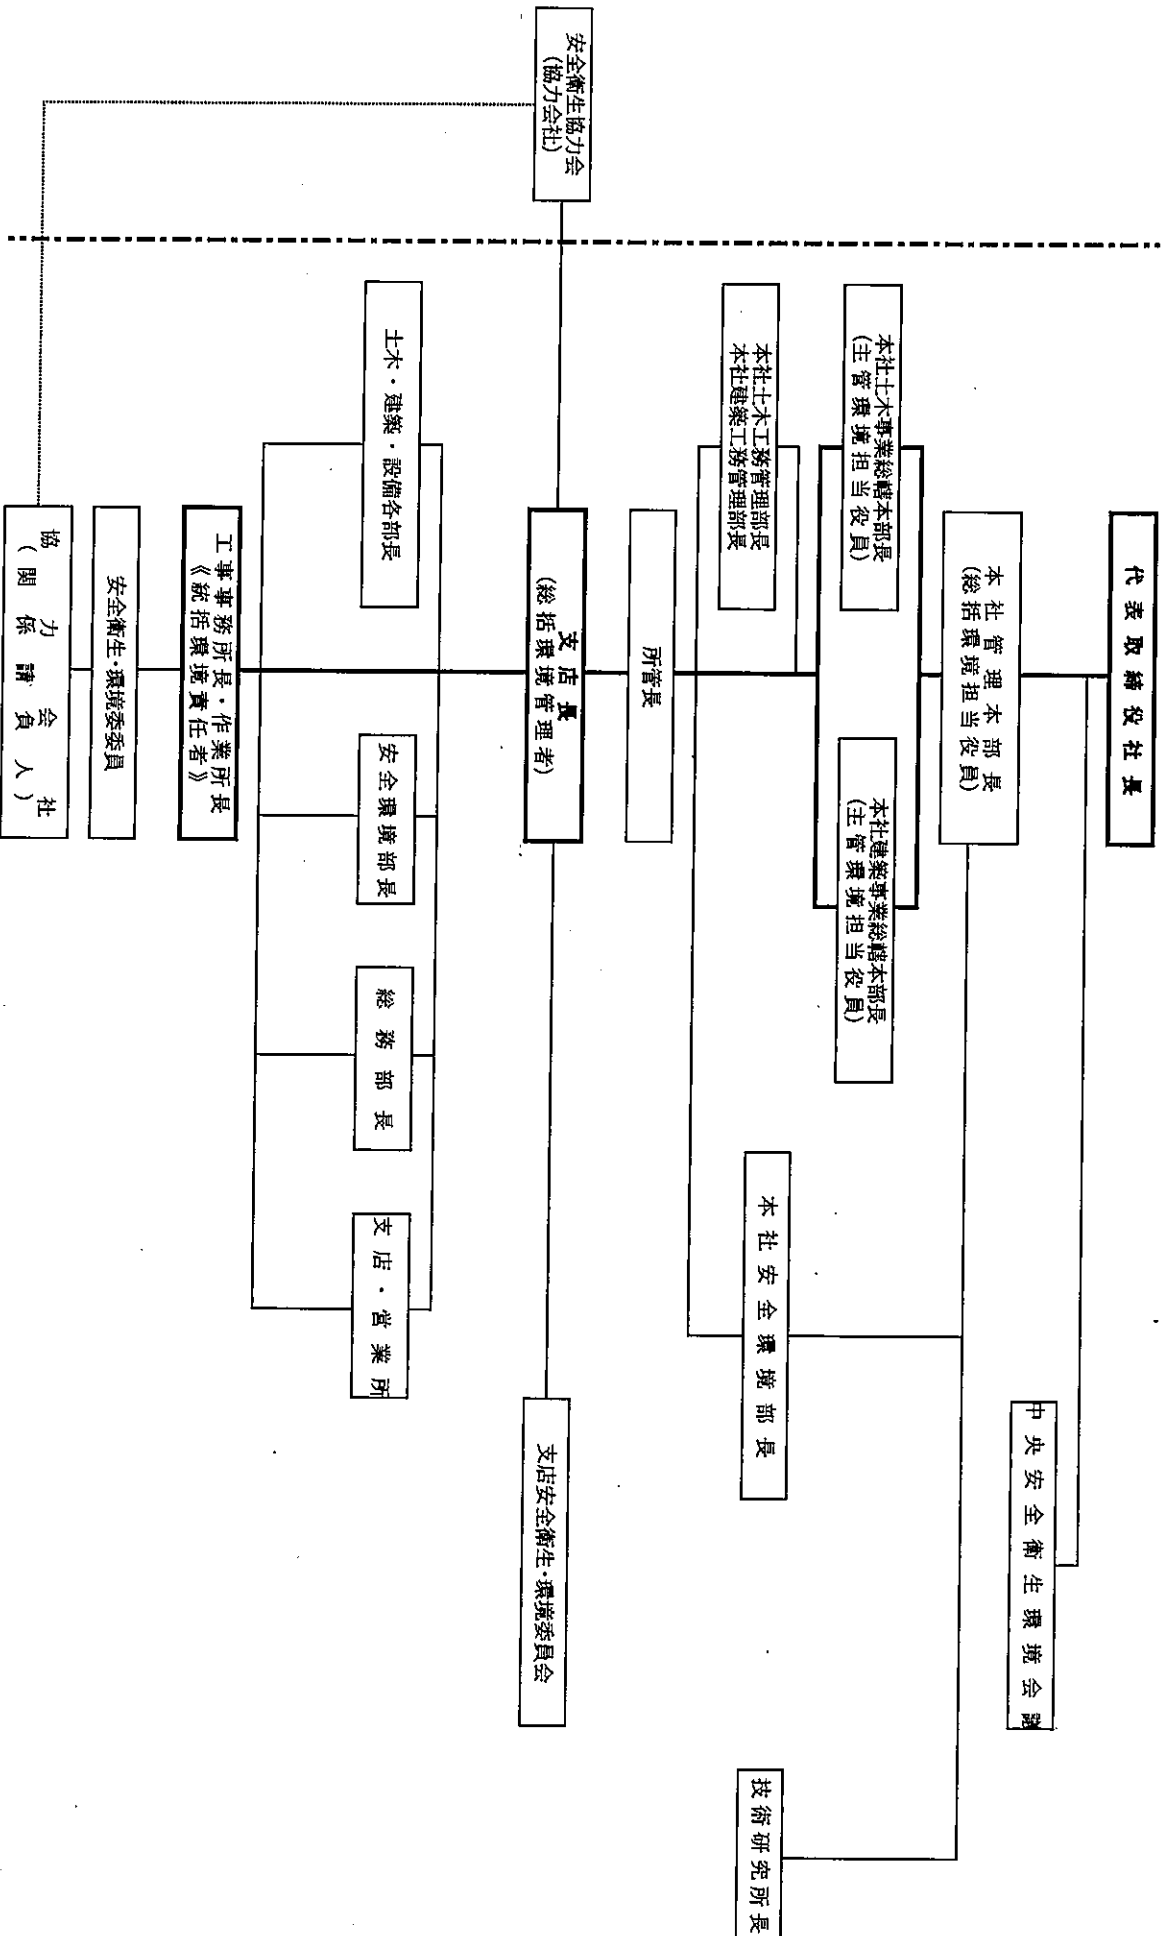 代表取締役社長
中央安全衛生環境会議
本社管理本部長
(総括環境担当役員)
本社土木事業総轄本部長
(主管環境担当役員)
本社建築事業総轄本部長
(主管環境担当役員)
本社土木工務管理部長
本社建築工務管理部長
本社安全環境部長
技術研究所長
所管長
安全衛生協力会
(協力会社)
支店長
(総括環境管理者)
支店安全衛生・環境委員会
土木・建築・設備各部長
安全環境部長
総務部長
支店・営業所
工事事務所長・作業所長
《統括環境責任者》
安全衛生・環境委員
協力会社
(関係請負人)